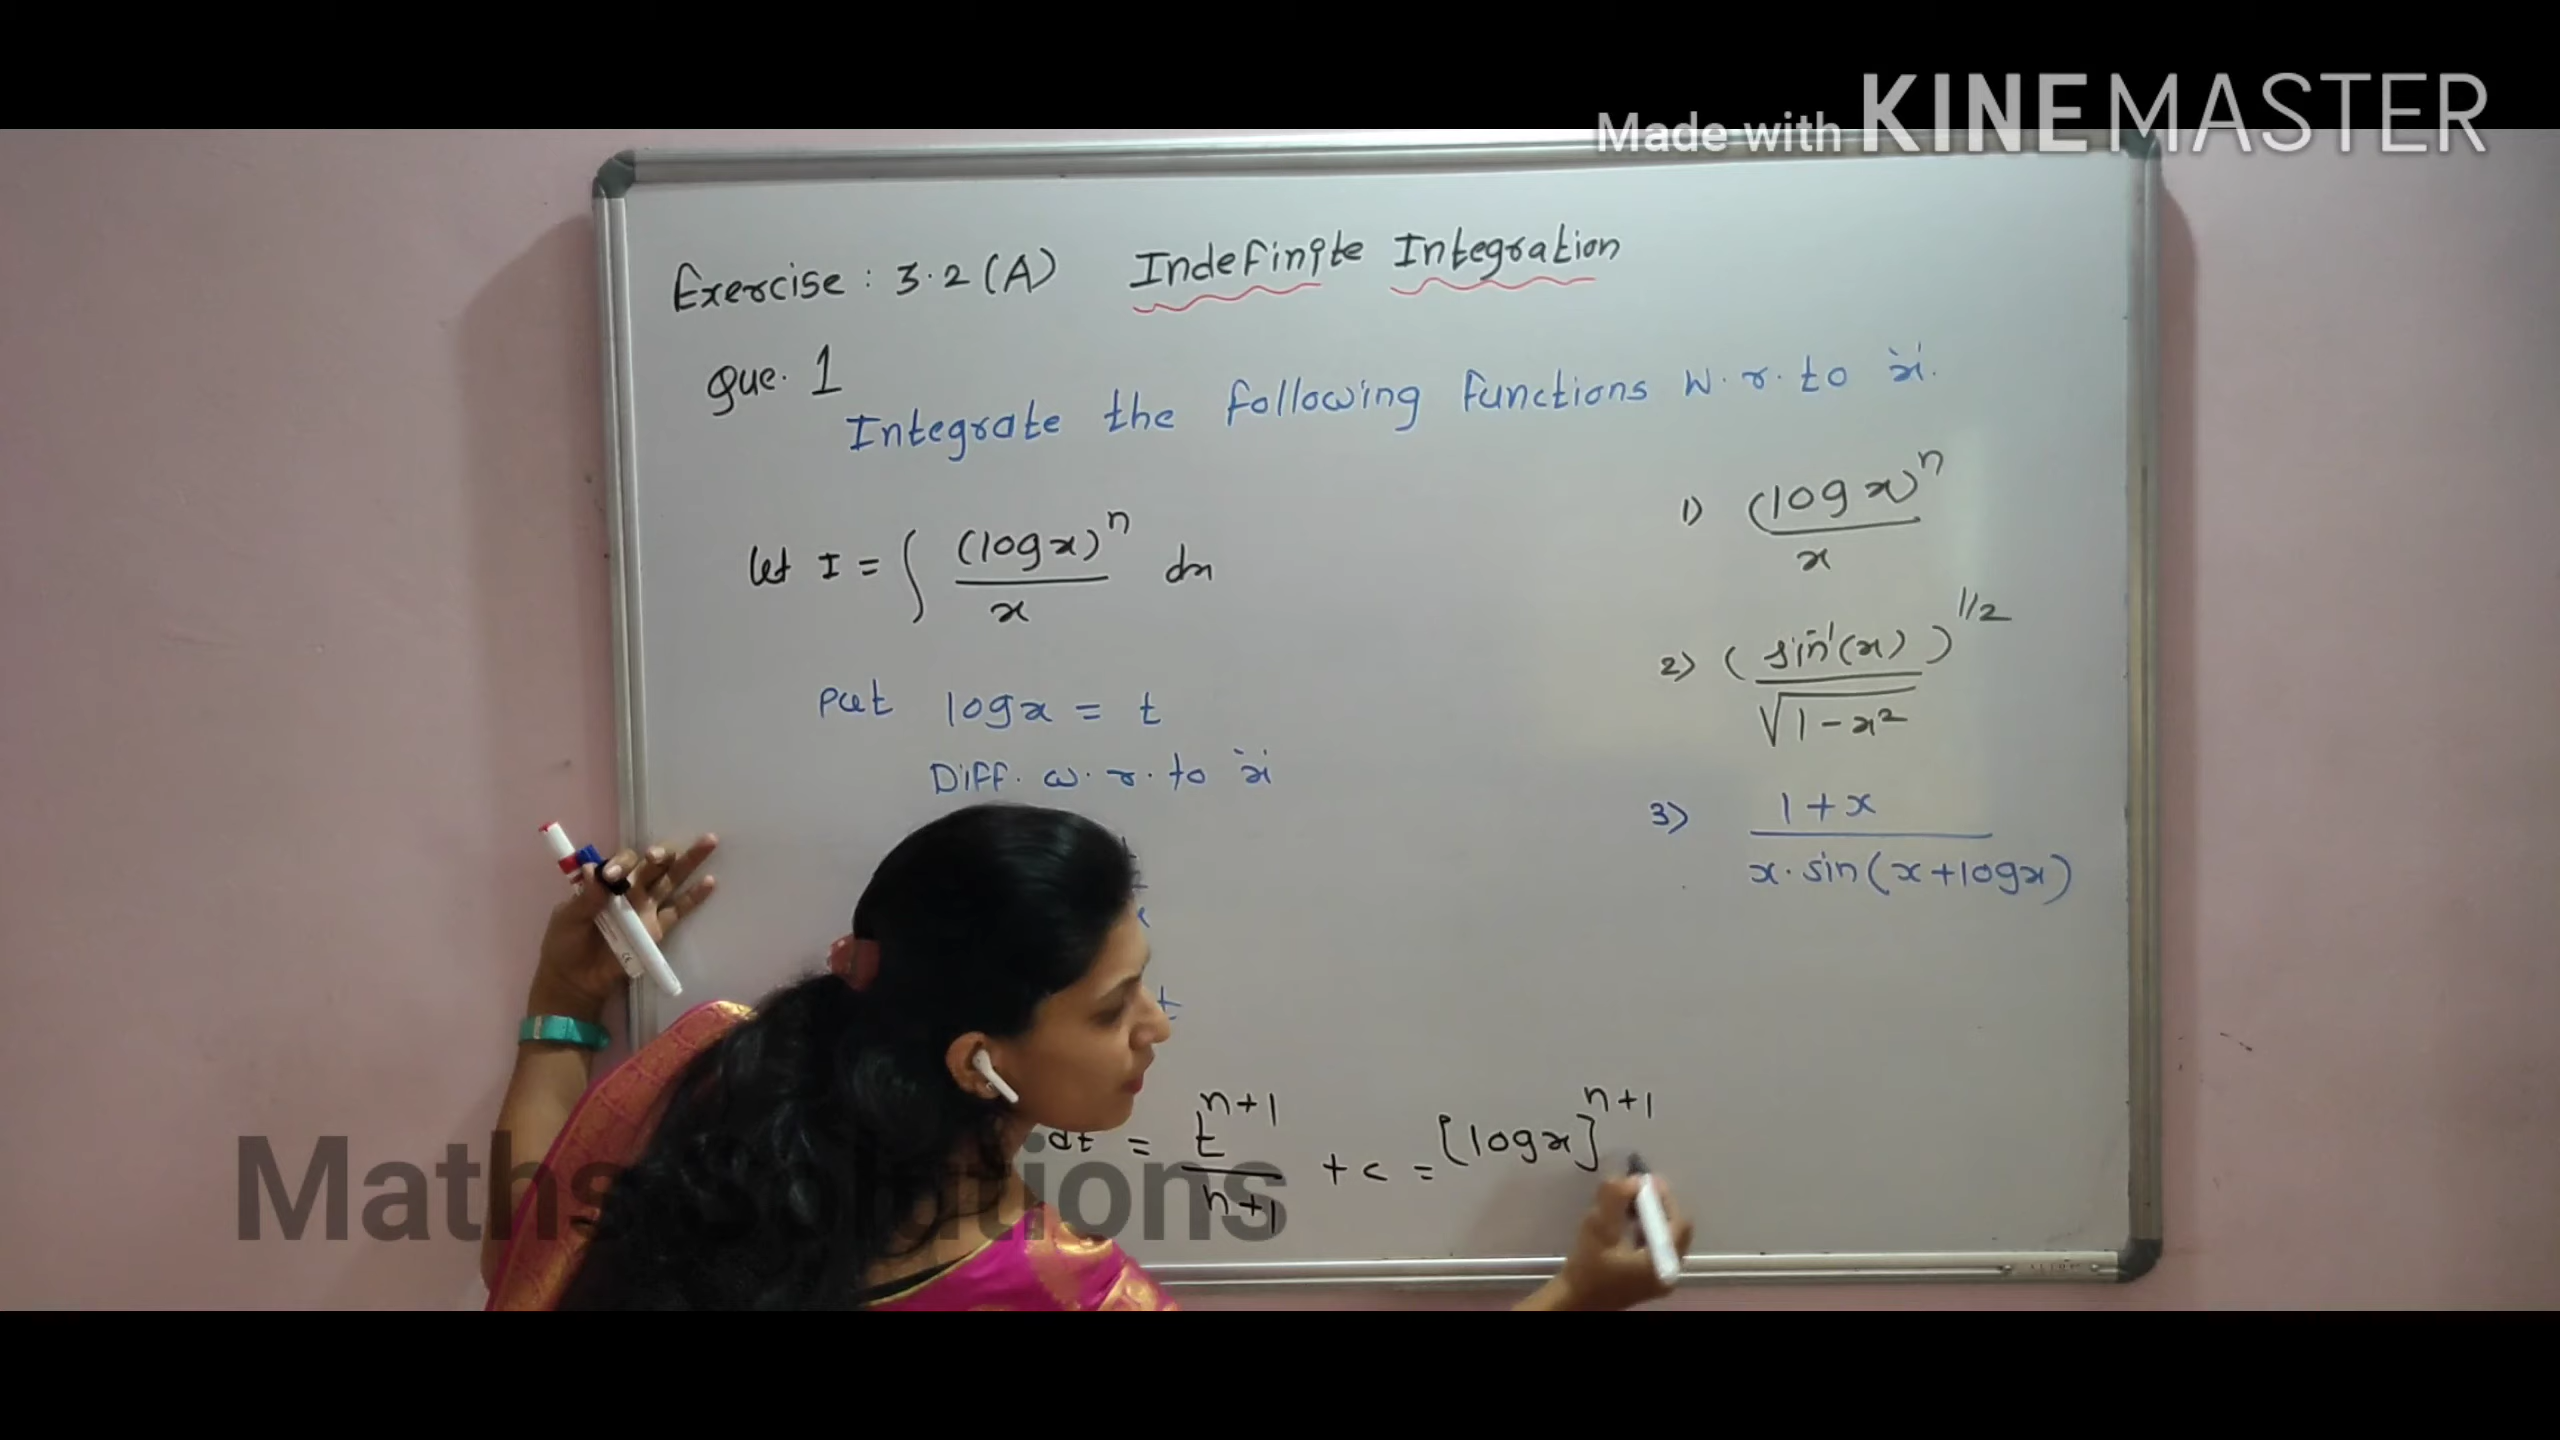 Made with KINEMASTER
Exercise : 3.2 (A) Indefinite Integration
Que. 1
Integrate the following functions w.r.to 'x'.
let I = ∫ (log x)^n / x dx
1) (log x)^n / x
put log x = t
2) (sin⁻¹(x) / √(1-x²))^1/2
Diff. w.r.to 'x'
3) 1+x / x·sin(x+logx)
t
dt = t^(n+1) / n+1 + c = [log x]^(n+1)
Maths Solutions